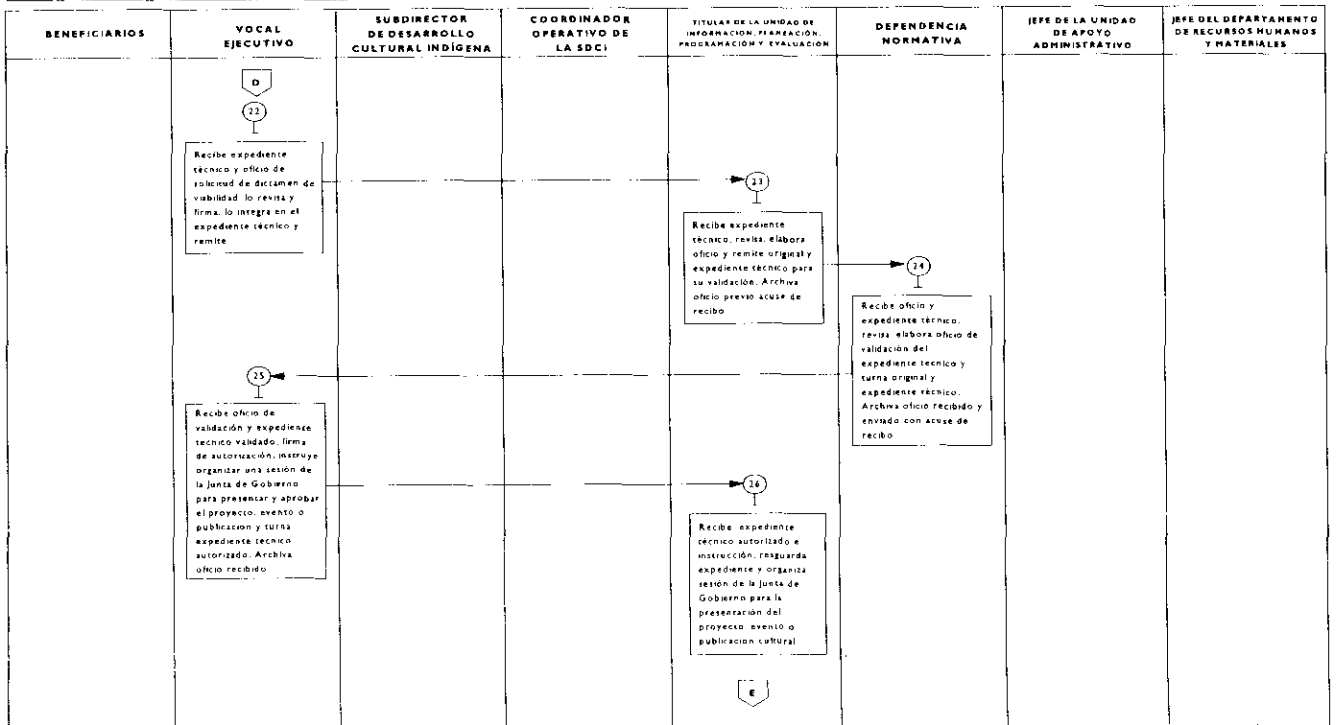 BENEFICIARIOS
VOCAL
EJECUTIVO
SUBDIRECTOR
DE DESARROLLO
CULTURAL INDÍGENA
COORDINADOR
OPERATIVO DE
LA SDCI
TITULAR DE LA UNIDAD DE
INFORMACIÓN, PLANEACIÓN,
PROGRAMACIÓN Y EVALUACIÓN
DEPENDENCIA
NORMATIVA
JEFE DE LA UNIDAD
DE APOYO
ADMINISTRATIVO
JEFE DEL DEPARTAMENTO
DE RECURSOS HUMANOS
Y MATERIALES
D
22
Recibe expediente
técnico y oficio de
solicitud de dictamen de
viabilidad, lo revisa y
firma, lo integra en el
expediente técnico y
remite
23
Recibe expediente
técnico, revisa, elabora
oficio y remite original y
expediente técnico para
su validación. Archiva
oficio previo acuse de
recibo
24
Recibe oficio y
expediente técnico,
revisa, elabora oficio de
validación del
expediente tecnico y
turna original y
expediente técnico.
Archiva oficio recibido y
enviado con acuse de
recibo
25
Recibe oficio de
validación y expediente
tecnico validado, firma
de autorización, instruye
organizar una sesión de
la Junta de Gobierno
para presentar y aprobar
el proyecto, evento o
publicacion y turna
expediente técnico
autorizado. Archiva
oficio recibido
26
Recibe expediente
técnico autorizado e
instrucción, resguarda
expediente y organiza
sesión de la Junta de
Gobierno para la
presentación del
proyecto, evento o
publicacion cultural
E